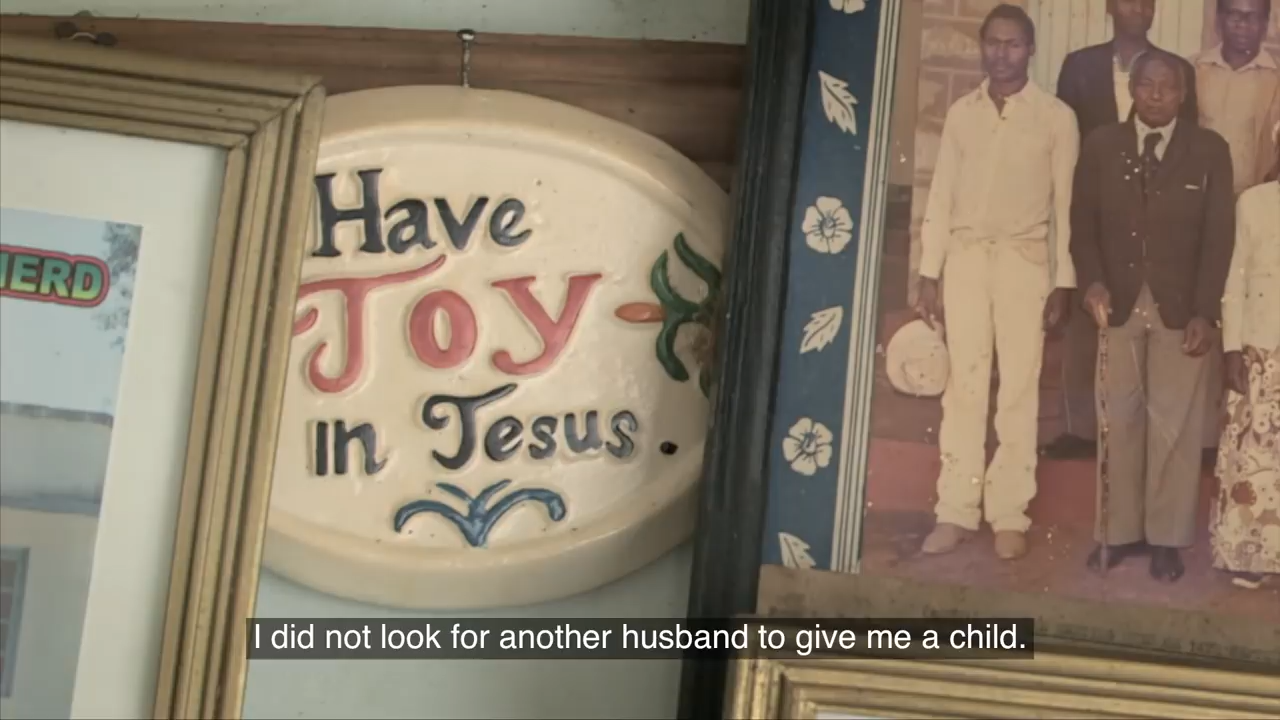 HERD
Have
Joy
in Jesus.
I did not look for another husband to give me a child.